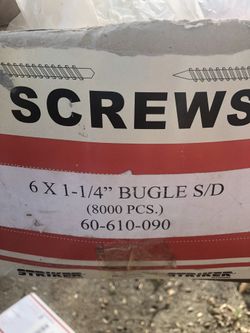 SCREWS
6 X 1-1/4” BUGLE S/D
(8000 PCS.)
60-610-090
STRIKER STRIKER